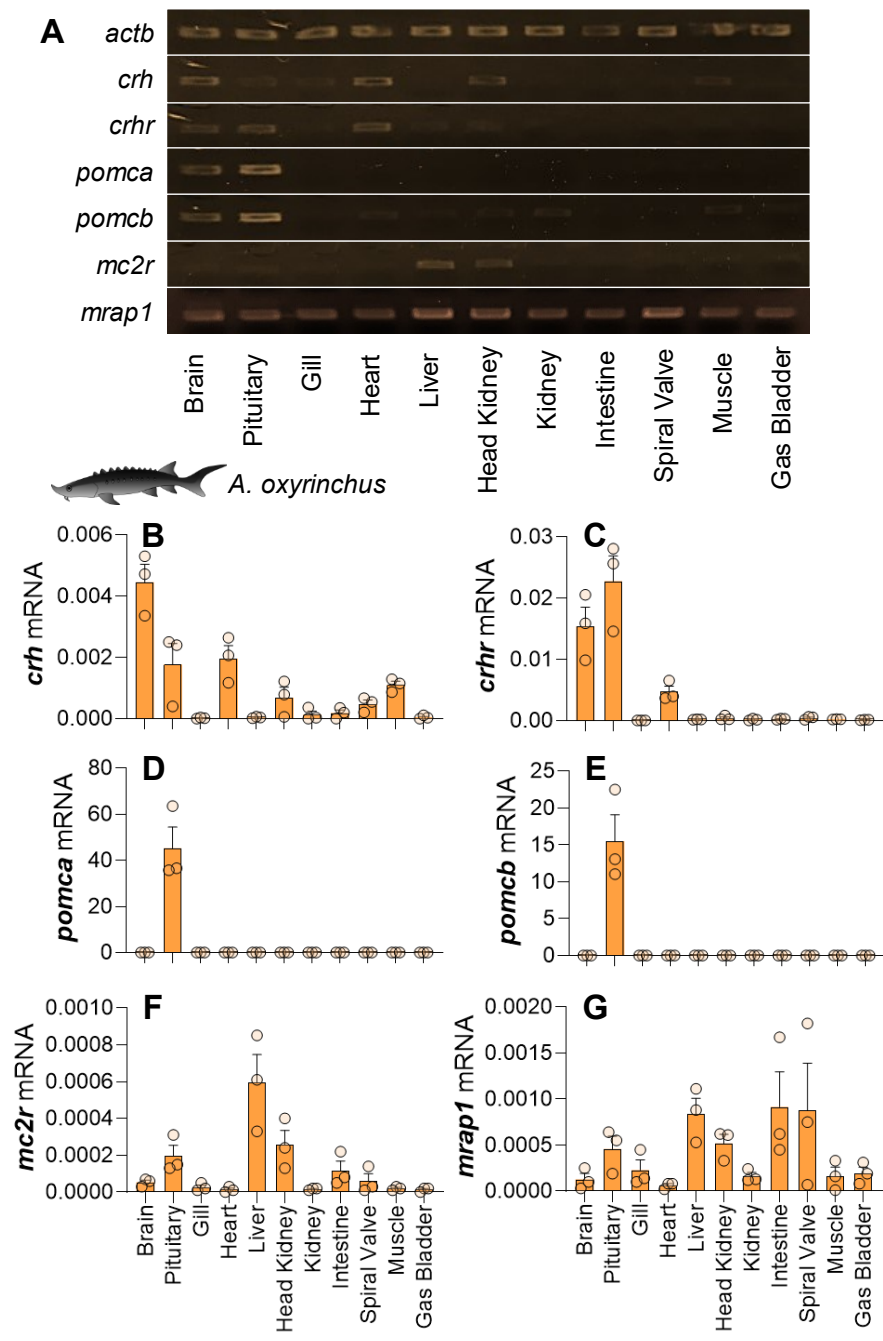 A
actb
crh
crhr
pomca
pomcb
mc2r
mrap1
Brain
Pituitary
Gill
Heart
Liver
Head Kidney
Kidney
Intestine
Spiral Valve
Muscle
Gas Bladder
A. oxyrinchus
B
crh mRNA
0.006
0.004
0.002
0.000
C
crhr mRNA
0.03
0.02
0.01
0.00
D
pomca mRNA
80
60
40
20
0
E
pomcb mRNA
25
20
15
10
5
0
F
mc2r mRNA
0.0010
0.0008
0.0006
0.0004
0.0002
0.0000
Brain
Pituitary
Gill
Heart
Liver
Head Kidney
Kidney
Intestine
Spiral Valve
Muscle
Gas Bladder
G
mrap1 mRNA
0.0020
0.0015
0.0010
0.0005
0.0000
Brain
Pituitary
Gill
Heart
Liver
Head Kidney
Kidney
Intestine
Spiral Valve
Muscle
Gas Bladder